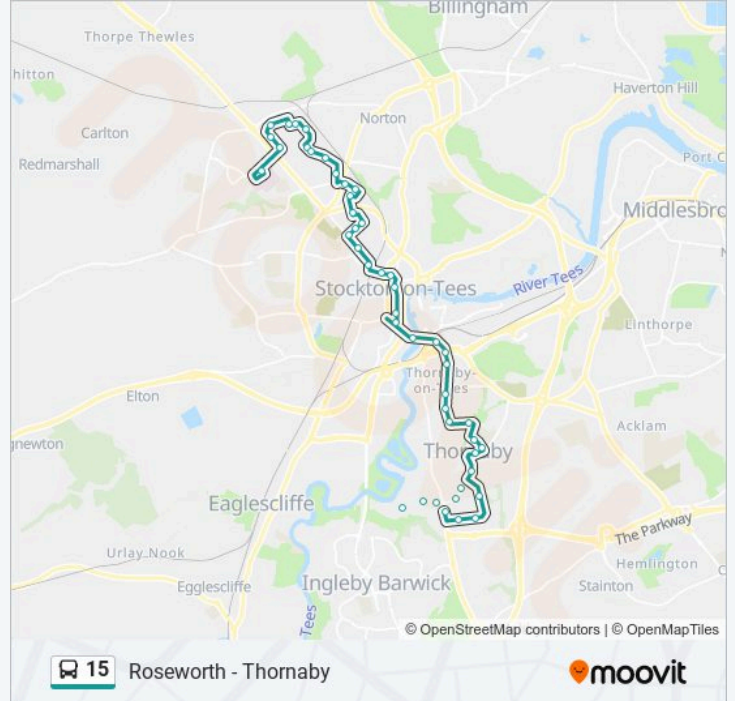 Billingham
Thorpe Thewles
hitton
Haverton Hill
Norton
Carlton
Redmarshall
Port C
Middlesbro
Stockton-on-Tees
River Tees
Linthorpe
Thornaby-
on-Tees
Elton
Acklam
gnewton
Thornaby
Eaglescliffe
The Parkway
Urlay Nook
Hemlington
Egglescliffe
Ingleby Barwick
Stainton
Tees
© OpenStreetMap contributors | © OpenMapTiles
15 Roseworth - Thornaby
moovit